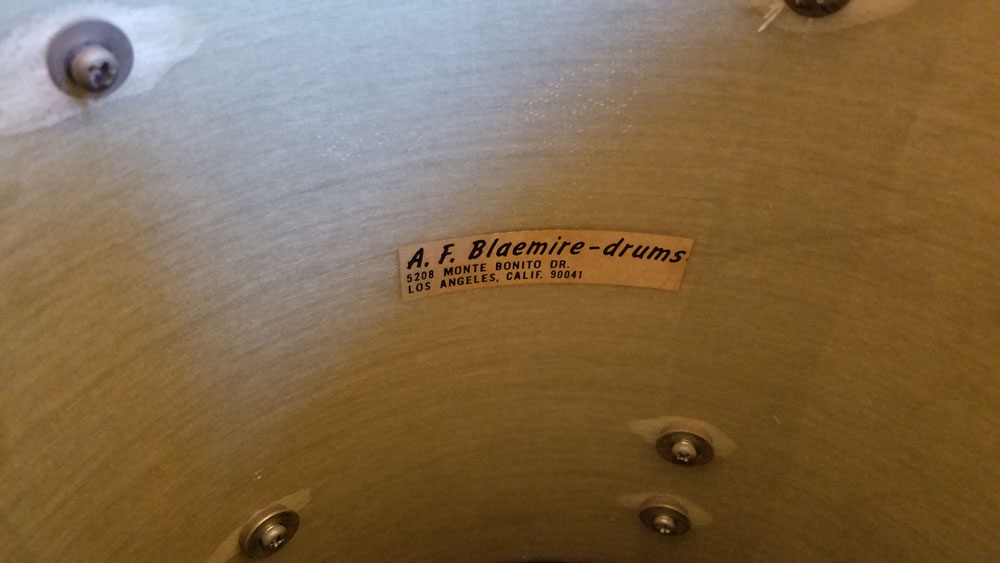 A. F. Blaemire-drums
5208 MONTE BONITO DR.
LOS ANGELES, CALIF. 90041